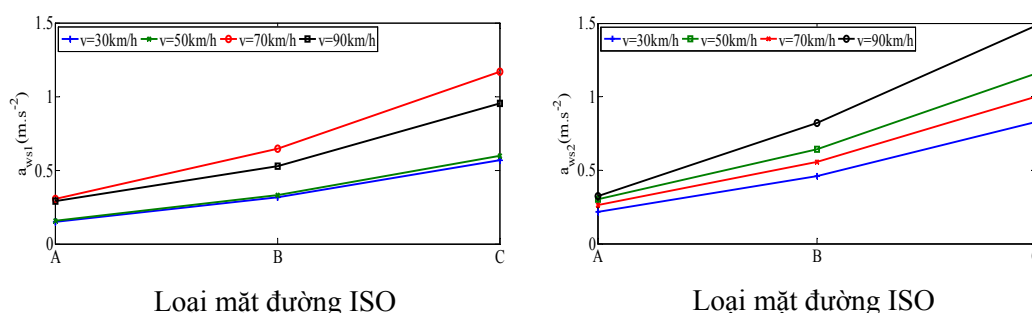 1.5
v=30km/h v=50km/h v=70km/h v=90km/h
1
a_ws1(m.s^-2)
0.5
0
A B C
Loại mặt đường ISO
1.5
v=30km/h v=50km/h v=70km/h v=90km/h
1
a_ws2(m.s^-2)
0.5
0
A B
Loại mặt đường ISO